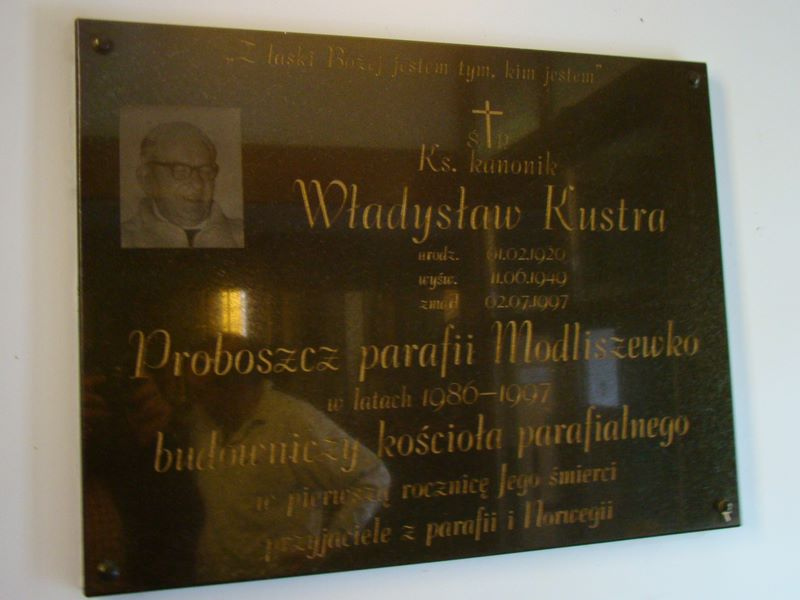 „Z łaski Bożej jestem tym, kim jestem"
Ś P
Ks. kanonik
Władysław Kustra
urodz. 01.02.1920
wyśw. 11.06.1949
zmarł 02.07.1997
Proboszcz parafii Modliszewko
w latach 1986–1997
budowniczy kościoła parafialnego
w pierwszą rocznicę Jego śmierci
przyjaciele z parafii i Norwegii